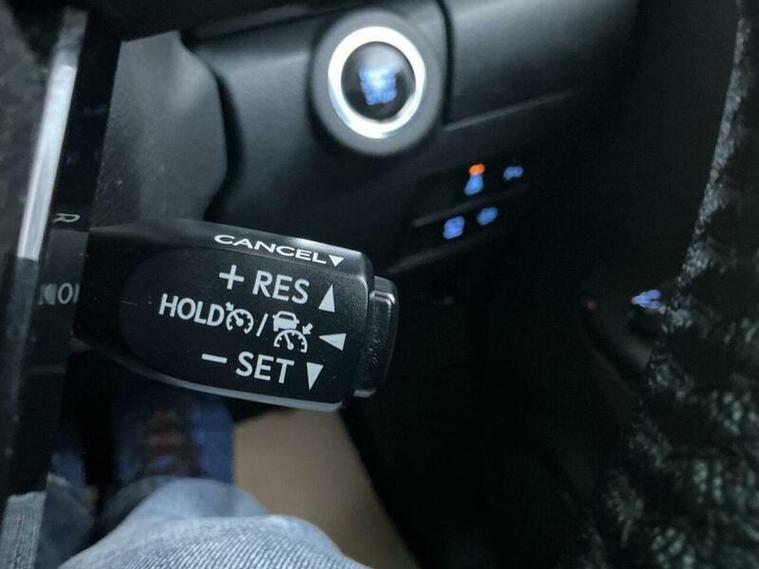 CANCEL
+ RES
HOLD /
− SET